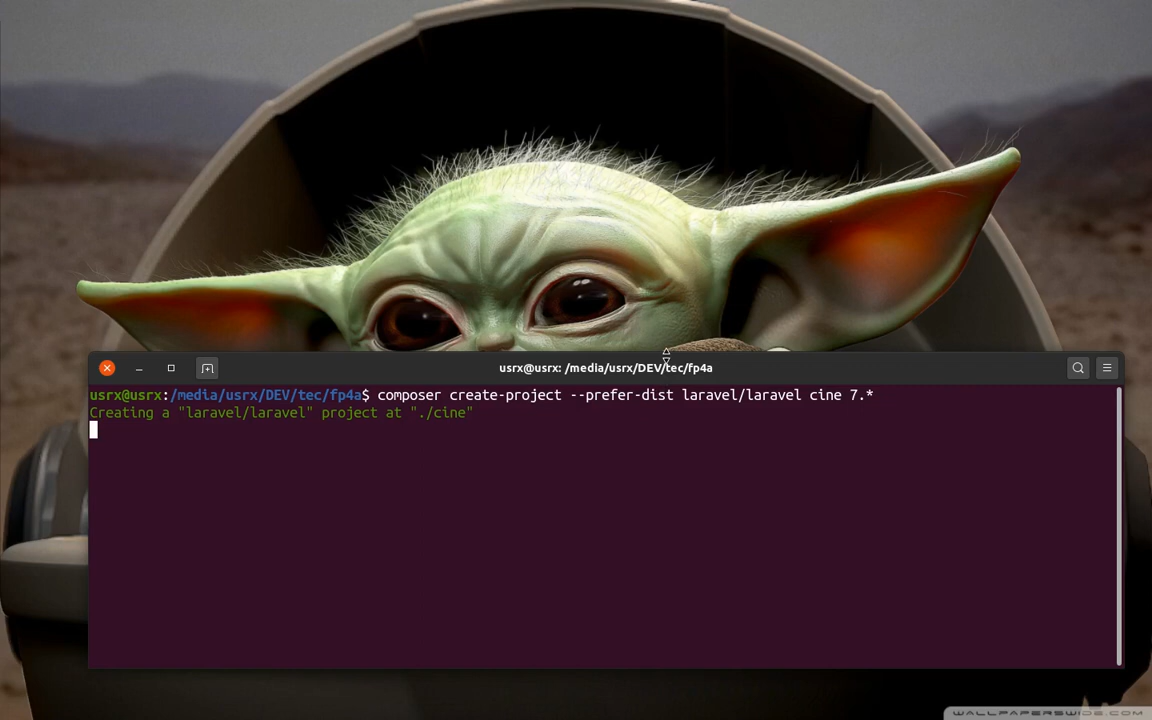 usrx@usrx: /media/usrx/DEV/tec/fp4a
usrx@usrx:/media/usrx/DEV/tec/fp4a$ composer create-project --prefer-dist laravel/laravel cine 7.*
Creating a "laravel/laravel" project at "./cine"
WALLPAPERSWIDE.COM